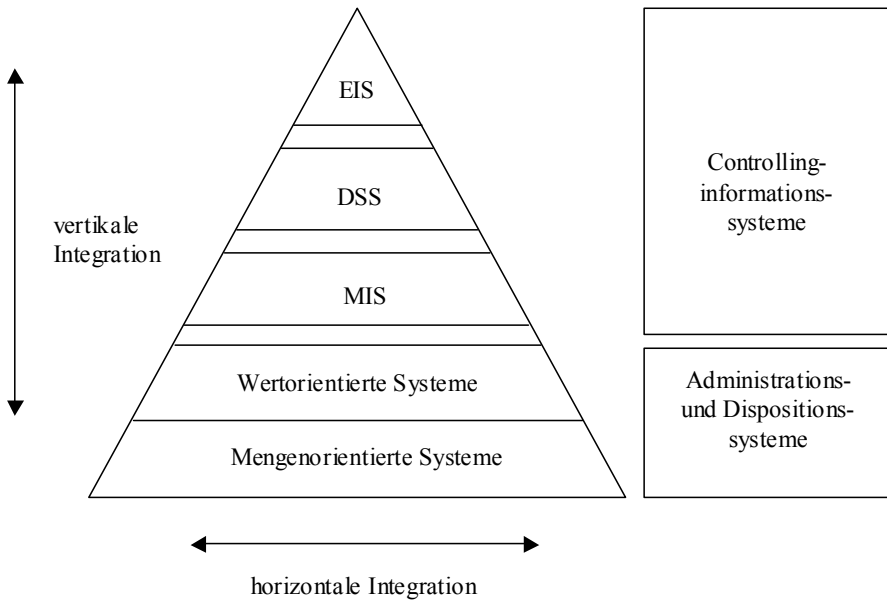 EIS
DSS
MIS
Wertorientierte Systeme
Mengenorientierte Systeme
vertikale
Integration
horizontale Integration
Controlling-
informations-
systeme
Administrations-
und Dispositions-
systeme